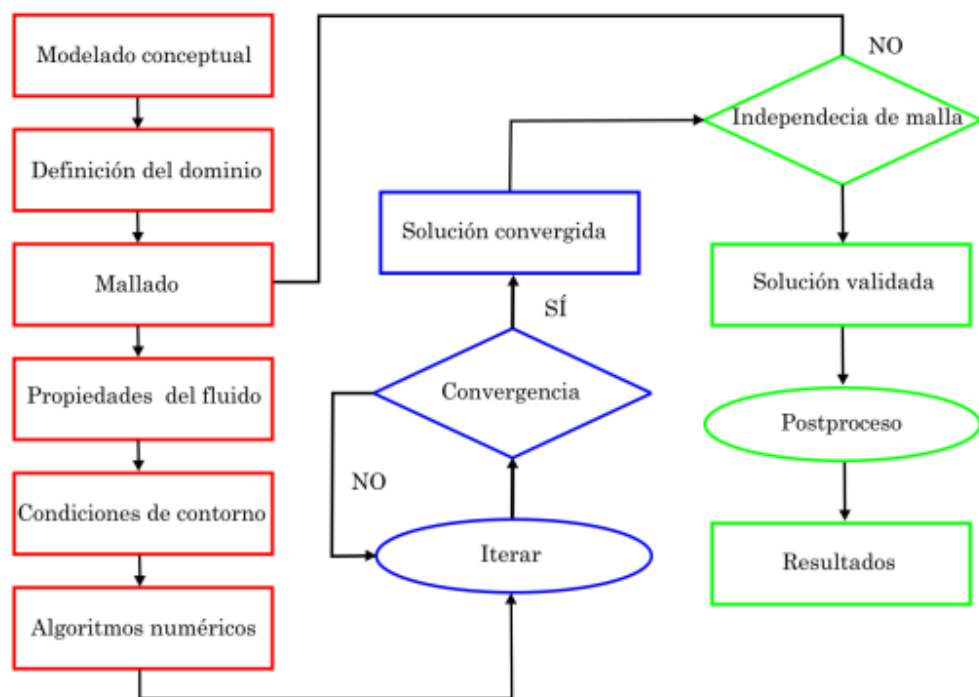 Modelado conceptual
Definición del dominio
Mallado
Propiedades del fluido
Condiciones de contorno
Algoritmos numéricos
Iterar
NO
Convergencia
SÍ
Solución convergida
Independecia de malla
NO
Solución validada
Postproceso
Resultados